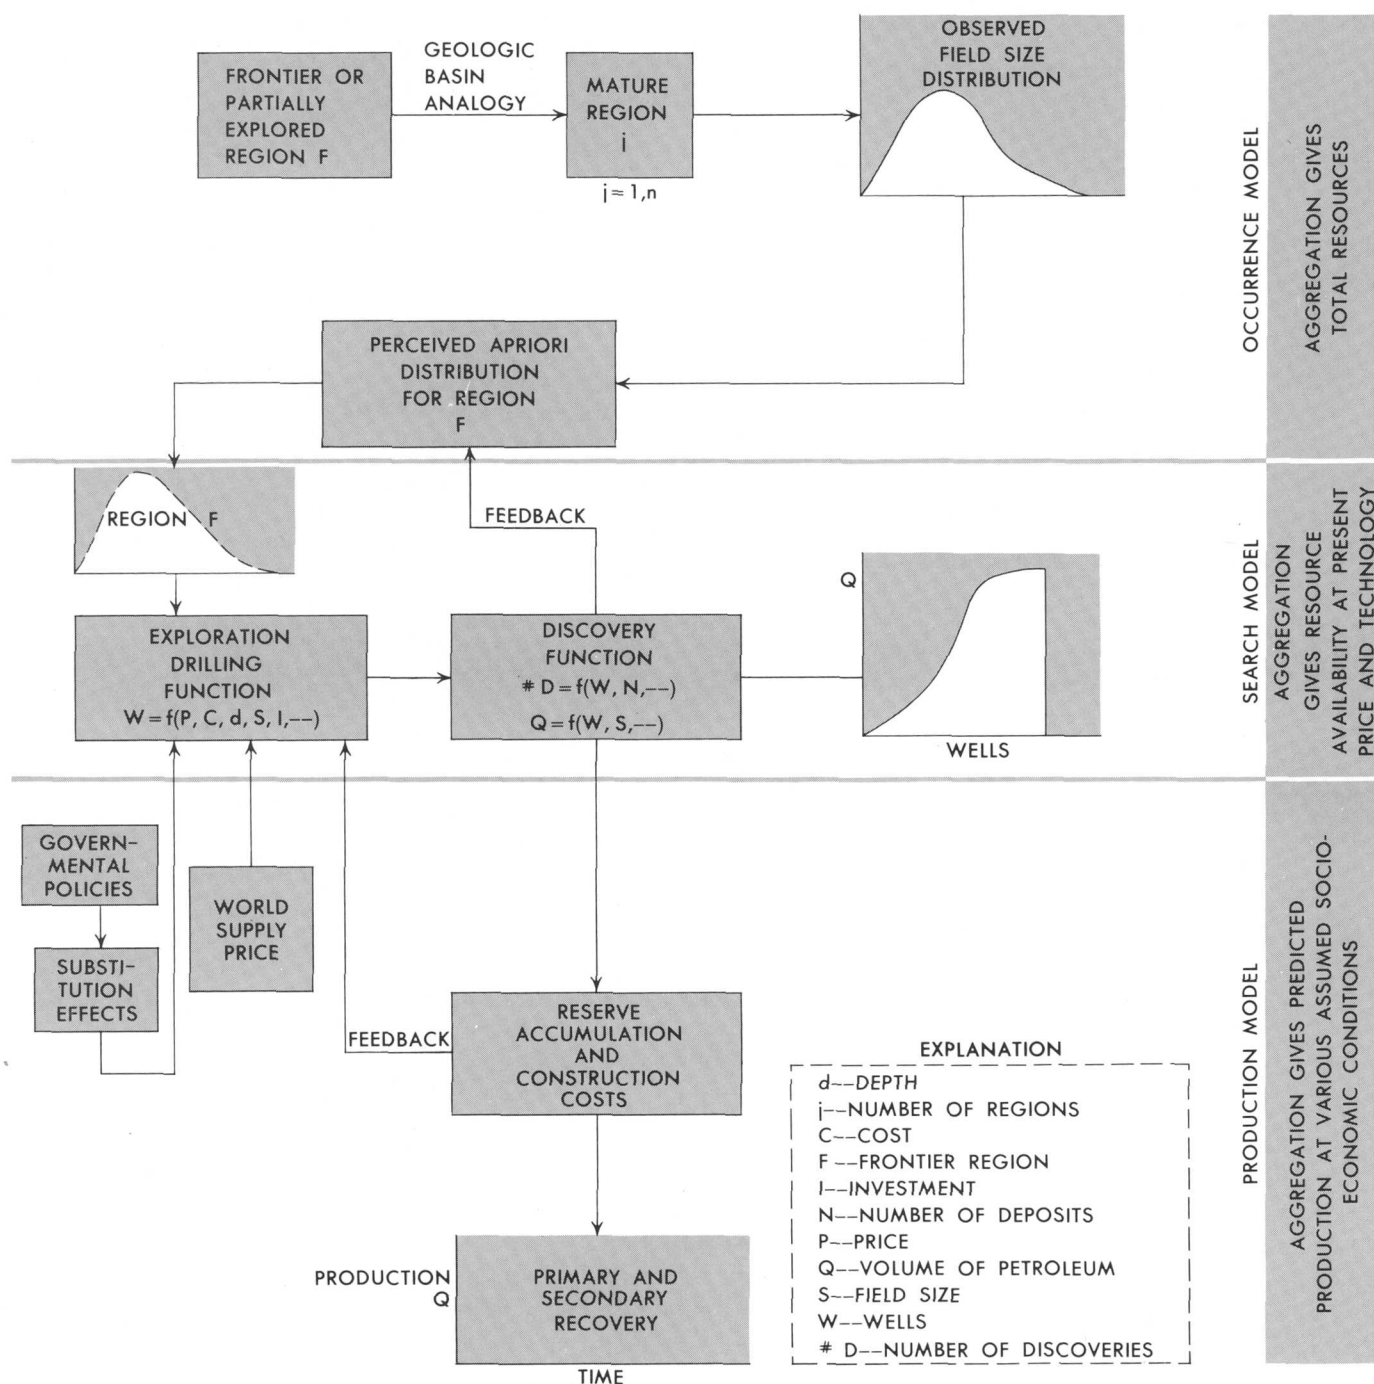 FRONTIER OR
PARTIALLY
EXPLORED
REGION F
GEOLOGIC
BASIN
ANALOGY
MATURE
REGION
j
j = 1,n
OBSERVED
FIELD SIZE
DISTRIBUTION
OCCURRENCE MODEL
AGGREGATION GIVES
TOTAL RESOURCES
PERCEIVED APRIORI
DISTRIBUTION
FOR REGION
F
REGION F
FEEDBACK
EXPLORATION
DRILLING
FUNCTION
W = f(P, C, d, S, I, --)
DISCOVERY
FUNCTION
# D = f(W, N, --)
Q = f(W, S, --)
Q
WELLS
SEARCH MODEL
AGGREGATION
GIVES RESOURCE
AVAILABILITY AT PRESENT
PRICE AND TECHNOLOGY
GOVERN-
MENTAL
POLICIES
SUBSTI-
TUTION
EFFECTS
WORLD
SUPPLY
PRICE
FEEDBACK
RESERVE
ACCUMULATION
AND
CONSTRUCTION
COSTS
PRODUCTION
Q
PRIMARY AND
SECONDARY
RECOVERY
TIME
EXPLANATION
d--DEPTH
j--NUMBER OF REGIONS
C--COST
F--FRONTIER REGION
I--INVESTMENT
N--NUMBER OF DEPOSITS
P--PRICE
Q--VOLUME OF PETROLEUM
S--FIELD SIZE
W--WELLS
# D--NUMBER OF DISCOVERIES
PRODUCTION MODEL
AGGREGATION GIVES PREDICTED
PRODUCTION AT VARIOUS ASSUMED SOCIO-
ECONOMIC CONDITIONS